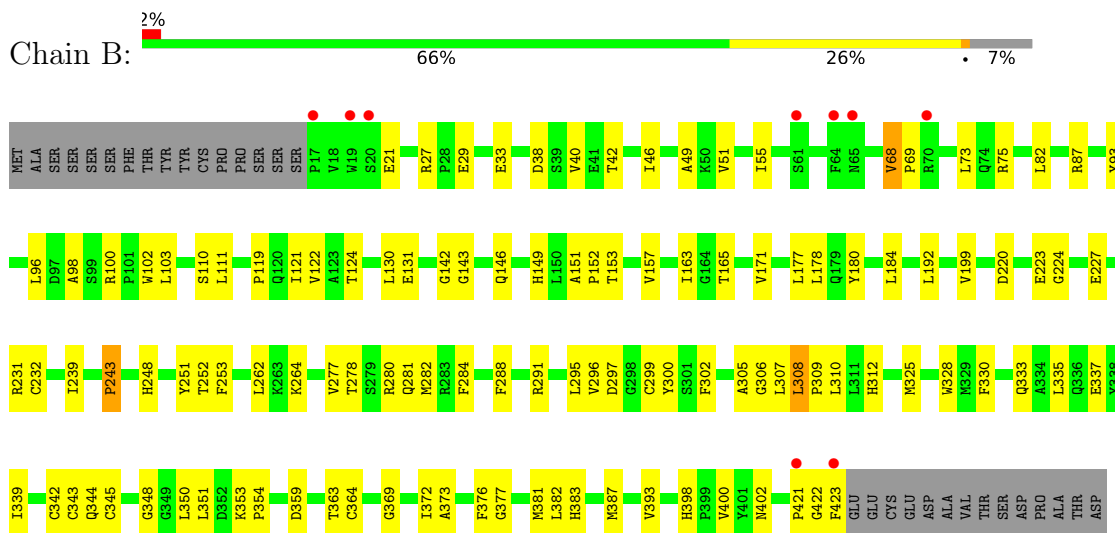 2%
Chain B:
66% 26% • 7%
MET ALA SER SER SER SER PHE THR TYR TYR CYS PRO PRO SER SER SER P17 V18 W19 S20 E21 R27 P28 E29 E33 D38 S39 V40 E41 T42 I46 A49 K50 V51 I55 S61 F64 N65 V68 P69 R70 L73 Q74 R75 L82 R87 Y93
L96 D97 A98 S99 R100 P101 W102 L103 S110 L111 P119 Q120 I121 V122 A123 T124 L130 E131 G142 G143 Q146 H149 L150 A151 P152 T153 V157 I163 G164 T165 V171 L177 L178 Q179 Y180 L184 L192 V199 D220 E223 G224 E227
R231 C232 I239 P243 H248 Y251 T252 F253 L262 K263 K264 V277 T278 S279 R280 Q281 M282 R283 F284 F288 R291 L295 V296 D297 G298 C299 Y300 S301 F302 A305 G306 L307 L308 P309 L310 L311 H312 M325 W328 M329 F330 Q333 A334 L335 Q336 E337 Y338
I339 C342 C343 Q344 C345 G348 G349 L350 L351 D352 K353 P354 D359 T363 C364 G369 I372 A373 F376 G377 M381 L382 H383 M387 V393 H398 P399 V400 Y401 N402 P421 G422 F423 GLU GLU CYS GLU ASP ALA VAL THR SER ASP PRO ALA THR ASP